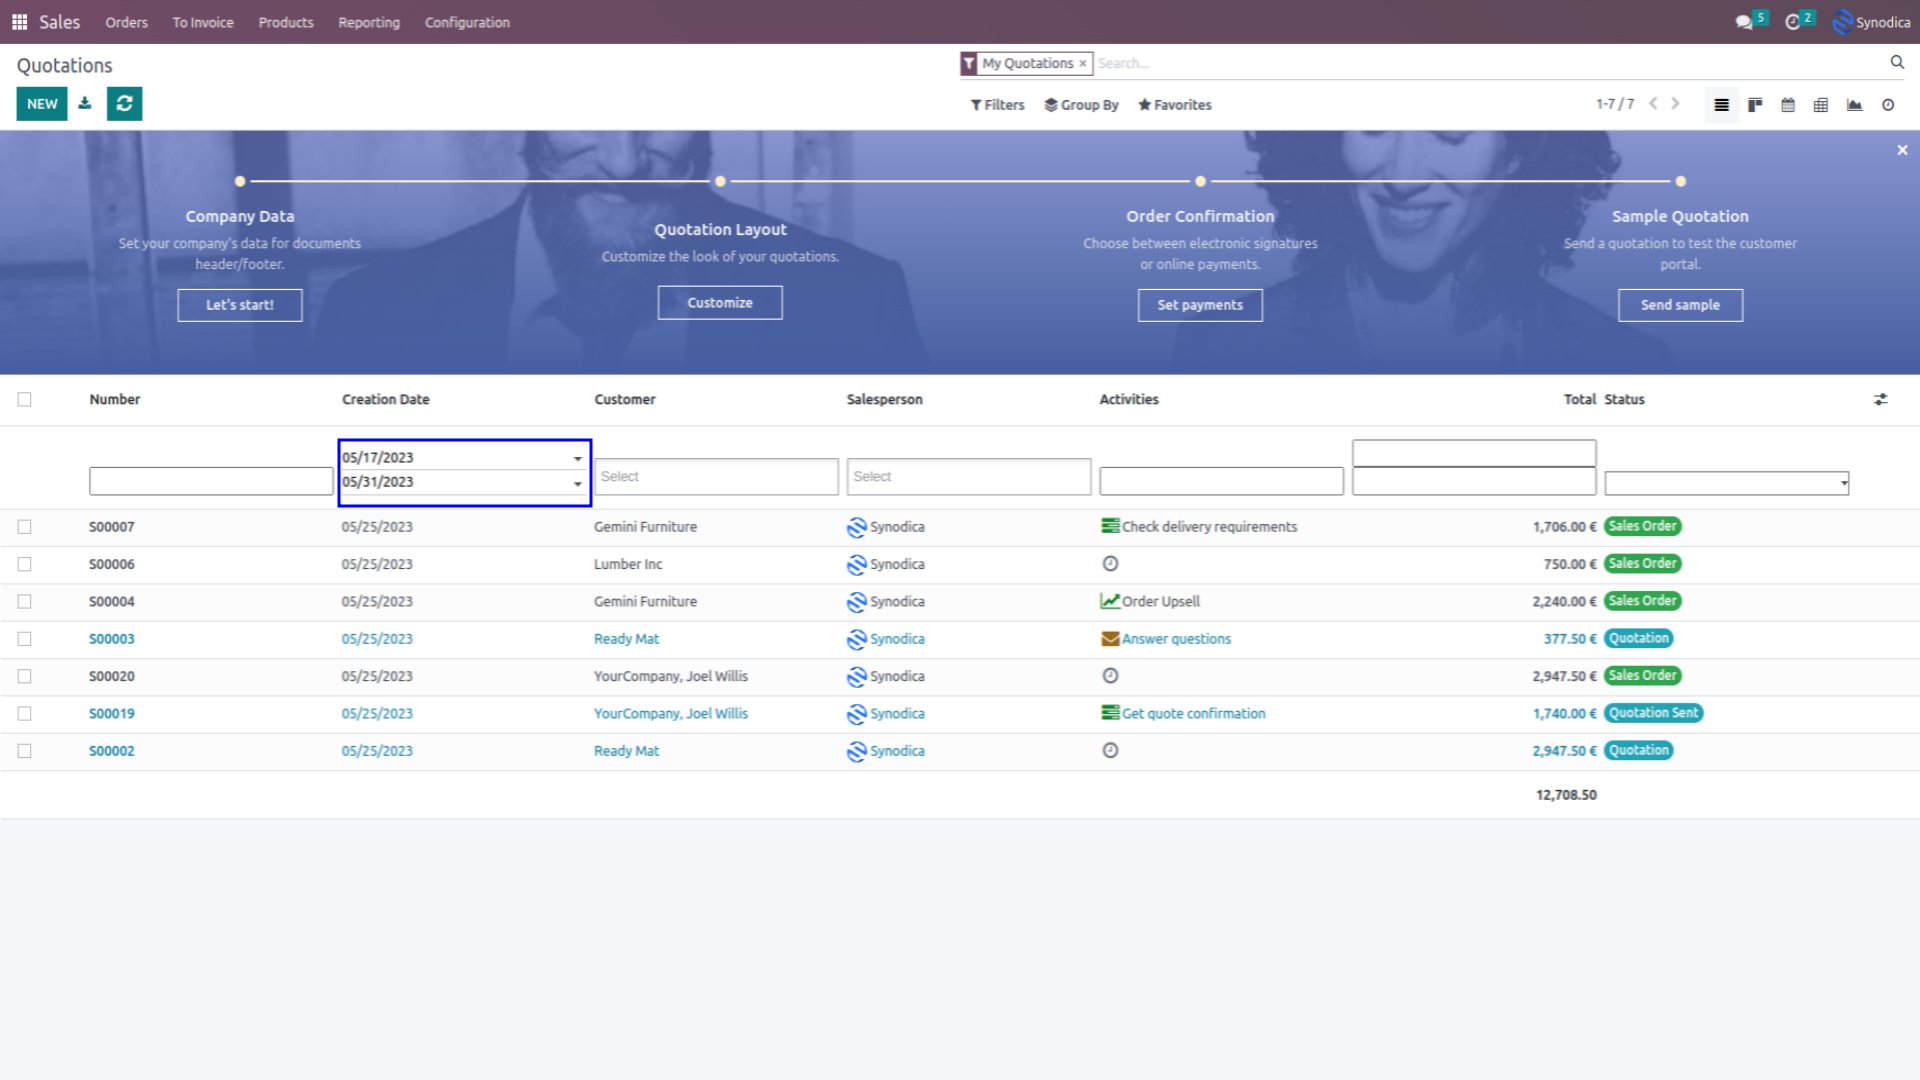 Sales Orders To Invoice Products Reporting Configuration 5 2 Synodica
Quotations
My Quotations × Search...
NEW
Filters Group By Favorites 1-7 / 7
Company Data
Set your company's data for documents
header/footer.
Let's start!
Quotation Layout
Customize the look of your quotations.
Customize
Order Confirmation
Choose between electronic signatures
or online payments.
Set payments
Sample Quotation
Send a quotation to test the customer
portal.
Send sample
Number Creation Date Customer Salesperson Activities Total Status
05/17/2023
05/31/2023
Select Select
S00007 05/25/2023 Gemini Furniture Synodica Check delivery requirements 1,706.00 € Sales Order
S00006 05/25/2023 Lumber Inc Synodica 750.00 € Sales Order
S00004 05/25/2023 Gemini Furniture Synodica Order Upsell 2,240.00 € Sales Order
S00003 05/25/2023 Ready Mat Synodica Answer questions 377.50 € Quotation
S00020 05/25/2023 YourCompany, Joel Willis Synodica 2,947.50 € Sales Order
S00019 05/25/2023 YourCompany, Joel Willis Synodica Get quote confirmation 1,740.00 € Quotation Sent
S00002 05/25/2023 Ready Mat Synodica 2,947.50 € Quotation
12,708.50